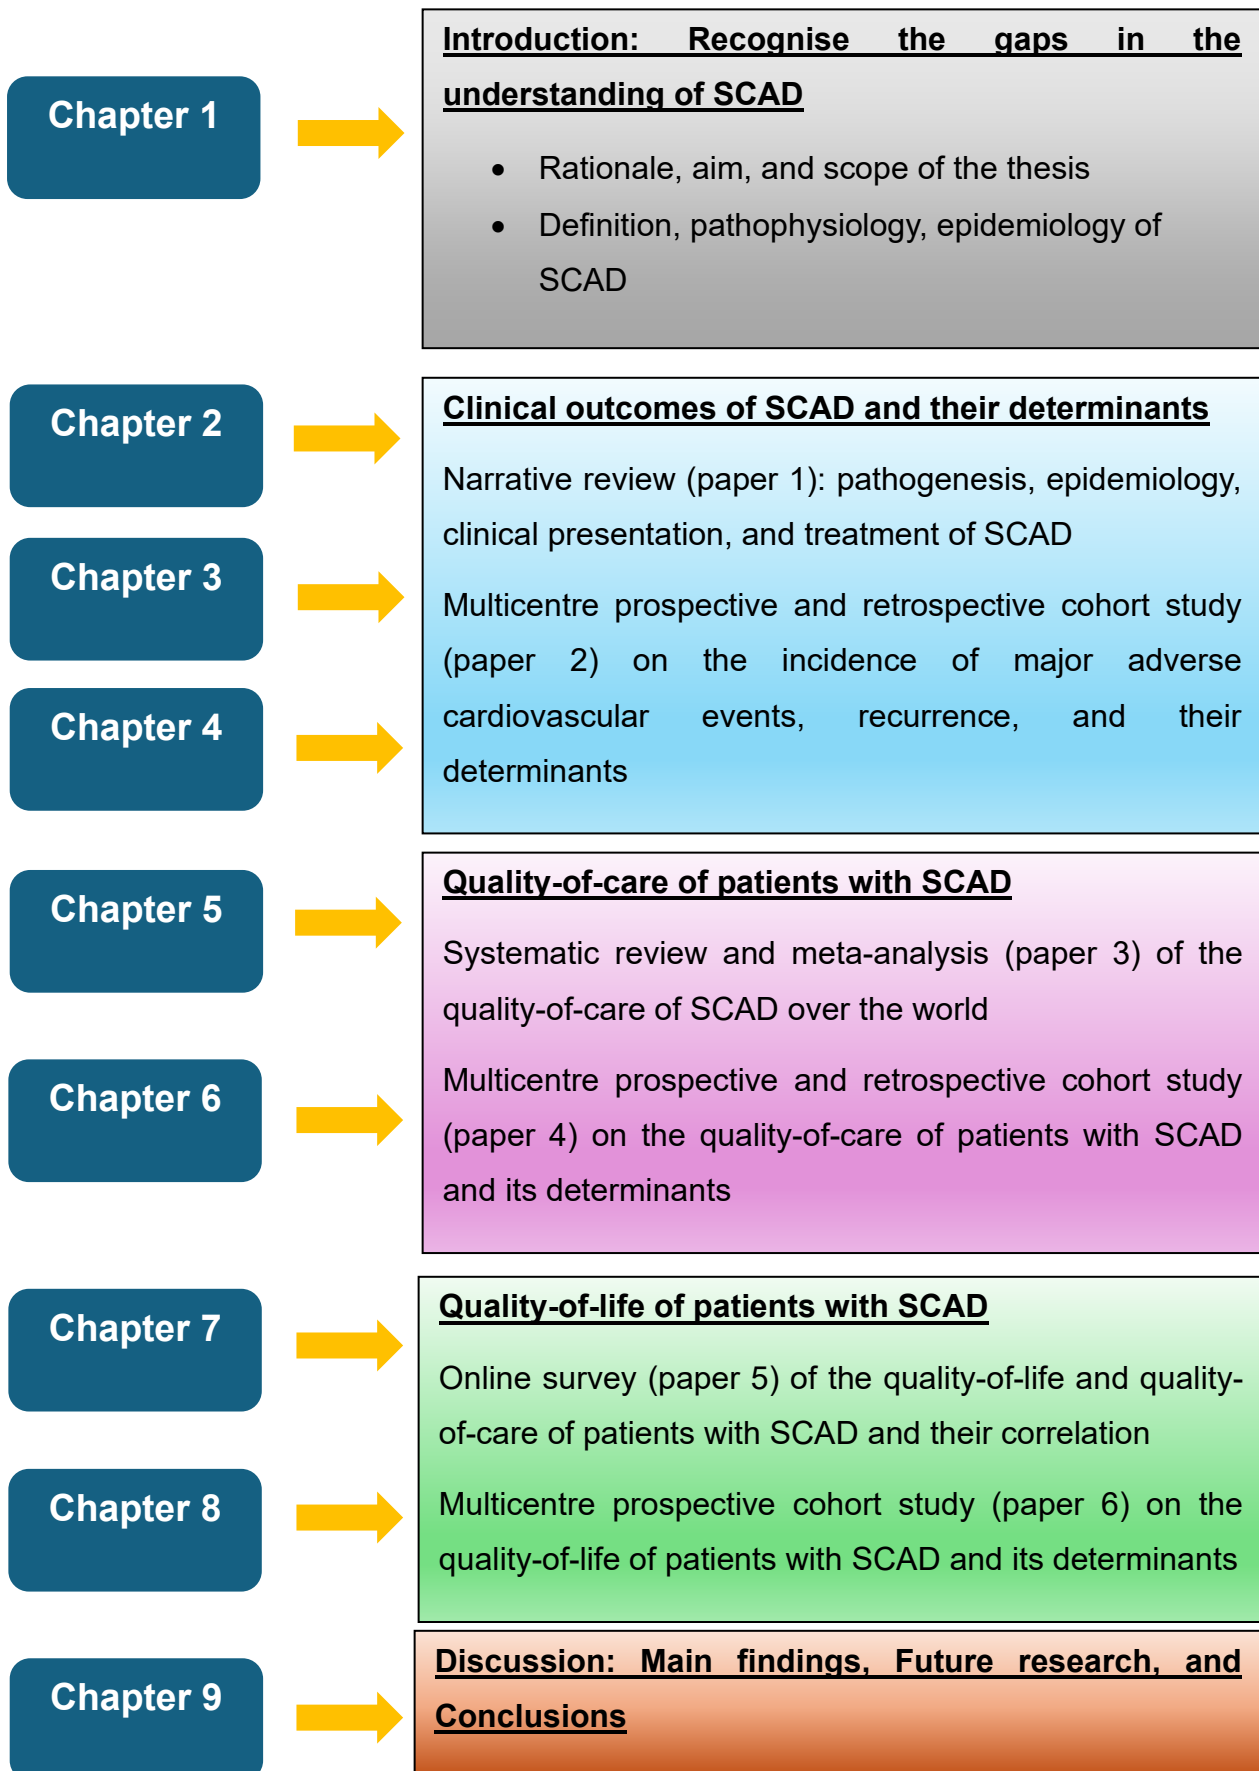 Chapter 1
Introduction: Recognise the gaps in the
understanding of SCAD
• Rationale, aim, and scope of the thesis
• Definition, pathophysiology, epidemiology of
SCAD
Chapter 2
Chapter 3
Chapter 4
Clinical outcomes of SCAD and their determinants
Narrative review (paper 1): pathogenesis, epidemiology,
clinical presentation, and treatment of SCAD
Multicentre prospective and retrospective cohort study
(paper 2) on the incidence of major adverse
cardiovascular events, recurrence, and their
determinants
Chapter 5
Chapter 6
Quality-of-care of patients with SCAD
Systematic review and meta-analysis (paper 3) of the
quality-of-care of SCAD over the world
Multicentre prospective and retrospective cohort study
(paper 4) on the quality-of-care of patients with SCAD
and its determinants
Chapter 7
Chapter 8
Quality-of-life of patients with SCAD
Online survey (paper 5) of the quality-of-life and quality-
of-care of patients with SCAD and their correlation
Multicentre prospective cohort study (paper 6) on the
quality-of-life of patients with SCAD and its determinants
Chapter 9
Discussion: Main findings, Future research, and
Conclusions